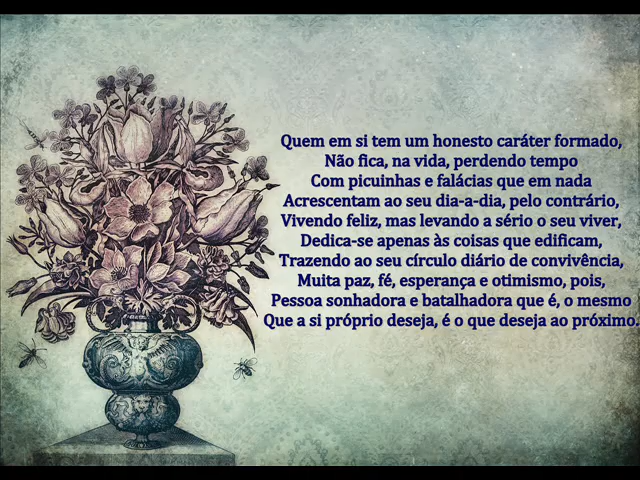 Quem em si tem um honesto caráter formado,
Não fica, na vida, perdendo tempo
Com picuinhas e falácias que em nada
Acrescentam ao seu dia-a-dia, pelo contrário,
Vivendo feliz, mas levando a sério o seu viver,
Dedica-se apenas às coisas que edificam,
Trazendo ao seu círculo diário de convivência,
Muita paz, fé, esperança e otimismo, pois,
Pessoa sonhadora e batalhadora que é, o mesmo
Que a si próprio deseja, é o que deseja ao próximo.